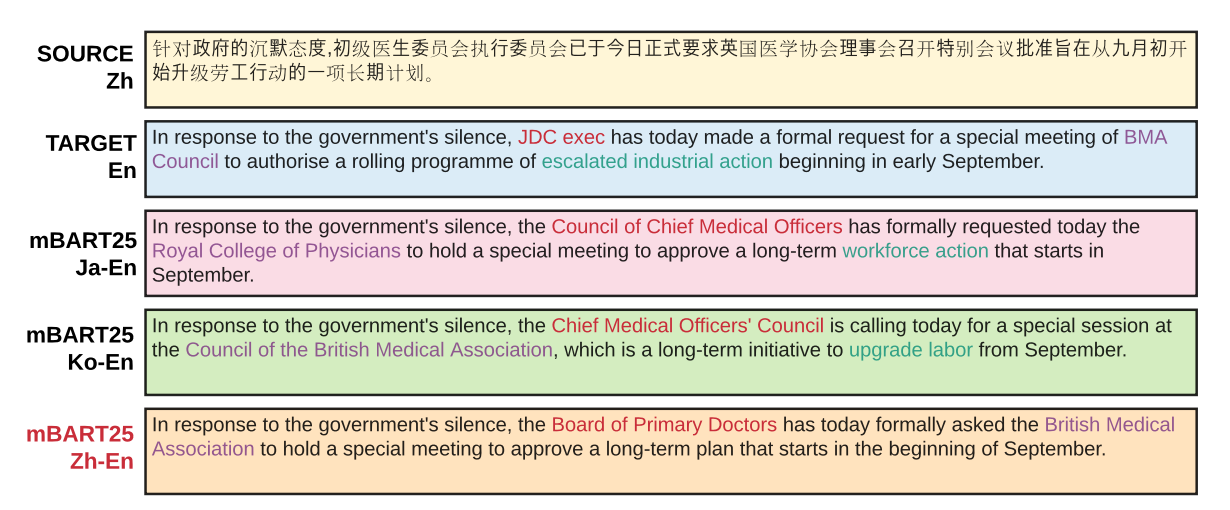 SOURCE
Zh
针对政府的沉默态度,初级医生委员会执行委员会已于今日正式要求英国医学协会理事会召开特别会议批准旨在从九月初开
始升级劳工行动的一项长期计划。
TARGET
En
In response to the government's silence, JDC exec has today made a formal request for a special meeting of BMA
Council to authorise a rolling programme of escalated industrial action beginning in early September.
mBART25
Ja-En
In response to the government's silence, the Council of Chief Medical Officers has formally requested today the
Royal College of Physicians to hold a special meeting to approve a long-term workforce action that starts in
September.
mBART25
Ko-En
In response to the government's silence, the Chief Medical Officers' Council is calling today for a special session at
the Council of the British Medical Association, which is a long-term initiative to upgrade labor from September.
mBART25
Zh-En
In response to the government's silence, the Board of Primary Doctors has today formally asked the British Medical
Association to hold a special meeting to approve a long-term plan that starts in the beginning of September.